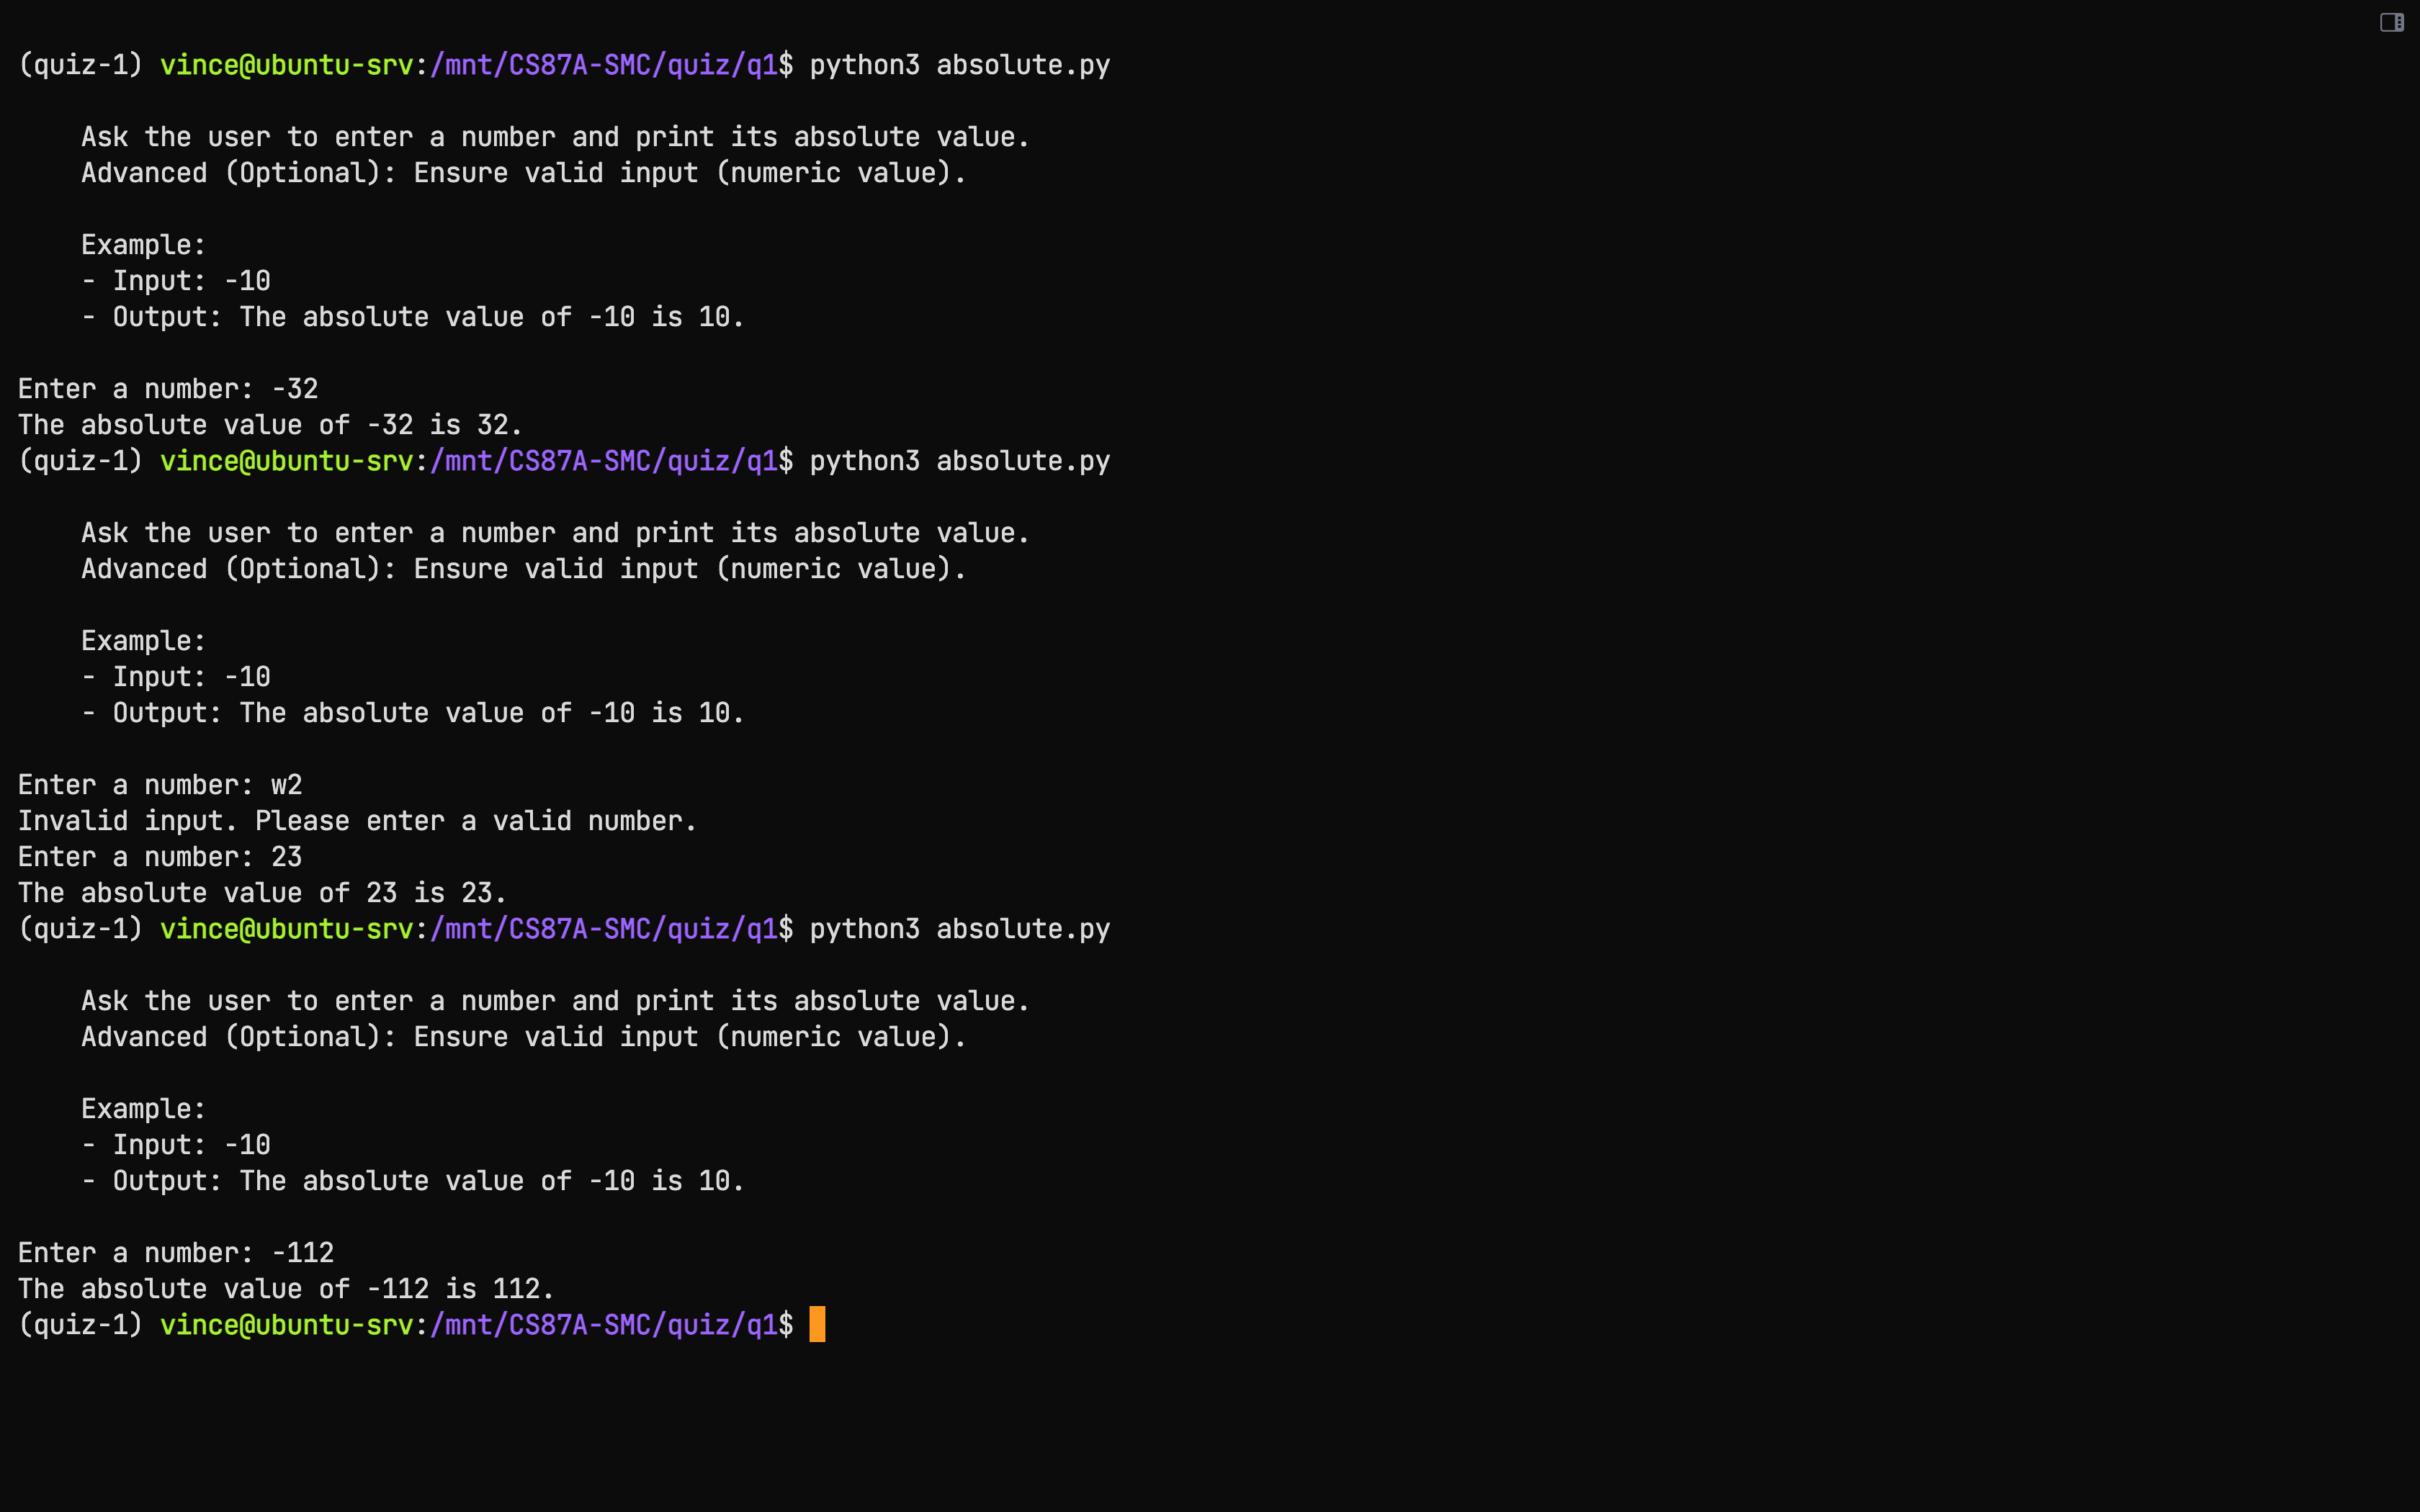 (quiz-1) vince@ubuntu-srv:/mnt/CS87A-SMC/quiz/q1$ python3 absolute.py

    Ask the user to enter a number and print its absolute value.
    Advanced (Optional): Ensure valid input (numeric value).

    Example:
    - Input: -10
    - Output: The absolute value of -10 is 10.

Enter a number: -32
The absolute value of -32 is 32.
(quiz-1) vince@ubuntu-srv:/mnt/CS87A-SMC/quiz/q1$ python3 absolute.py

    Ask the user to enter a number and print its absolute value.
    Advanced (Optional): Ensure valid input (numeric value).

    Example:
    - Input: -10
    - Output: The absolute value of -10 is 10.

Enter a number: w2
Invalid input. Please enter a valid number.
Enter a number: 23
The absolute value of 23 is 23.
(quiz-1) vince@ubuntu-srv:/mnt/CS87A-SMC/quiz/q1$ python3 absolute.py

    Ask the user to enter a number and print its absolute value.
    Advanced (Optional): Ensure valid input (numeric value).

    Example:
    - Input: -10
    - Output: The absolute value of -10 is 10.

Enter a number: -112
The absolute value of -112 is 112.
(quiz-1) vince@ubuntu-srv:/mnt/CS87A-SMC/quiz/q1$